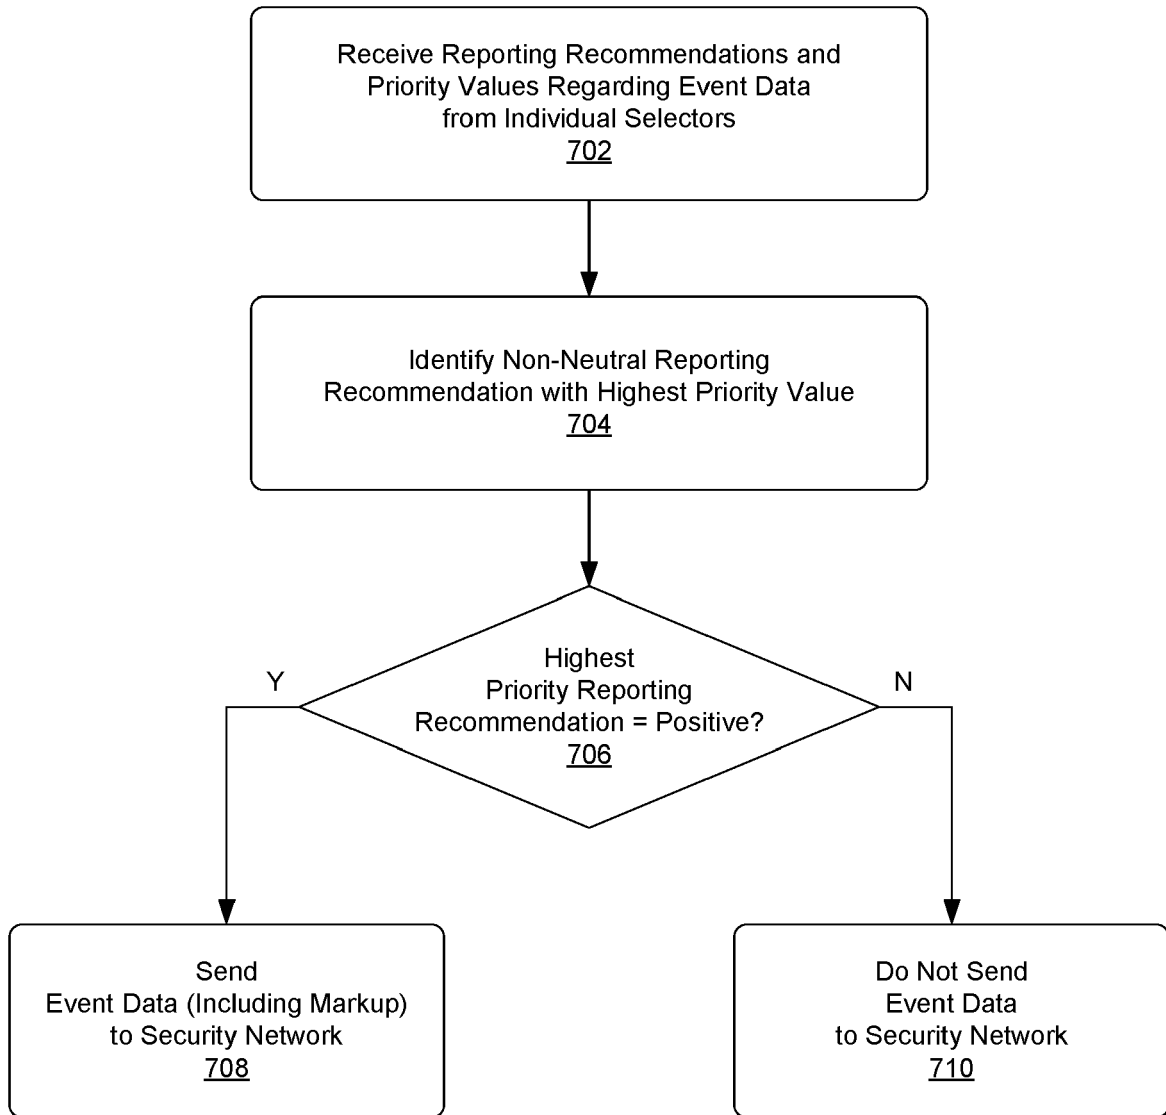 Receive Reporting Recommendations and
Priority Values Regarding Event Data
from Individual Selectors
702
Identify Non-Neutral Reporting
Recommendation with Highest Priority Value
704
Highest
Priority Reporting
Recommendation = Positive?
706
Y
N
Send
Event Data (Including Markup)
to Security Network
708
Do Not Send
Event Data
to Security Network
710